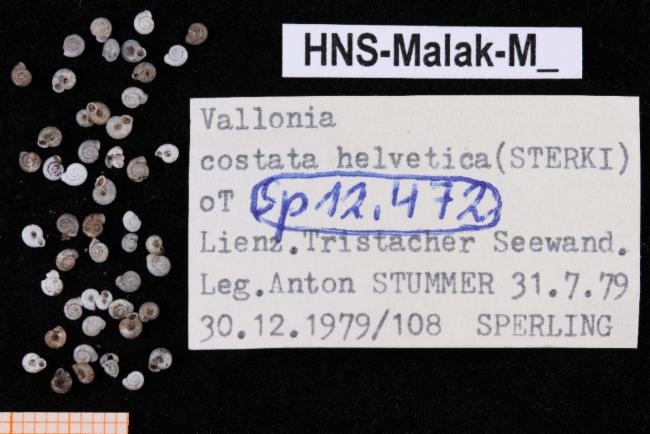 HNS-Malak-M_
Vallonia
costata helvetica(STERKI)
oT Sp12.472
Lienz.Tristacher Seewand.
Leg.Anton STUMMER 31.7.79
30.12.1979/108 SPERLING